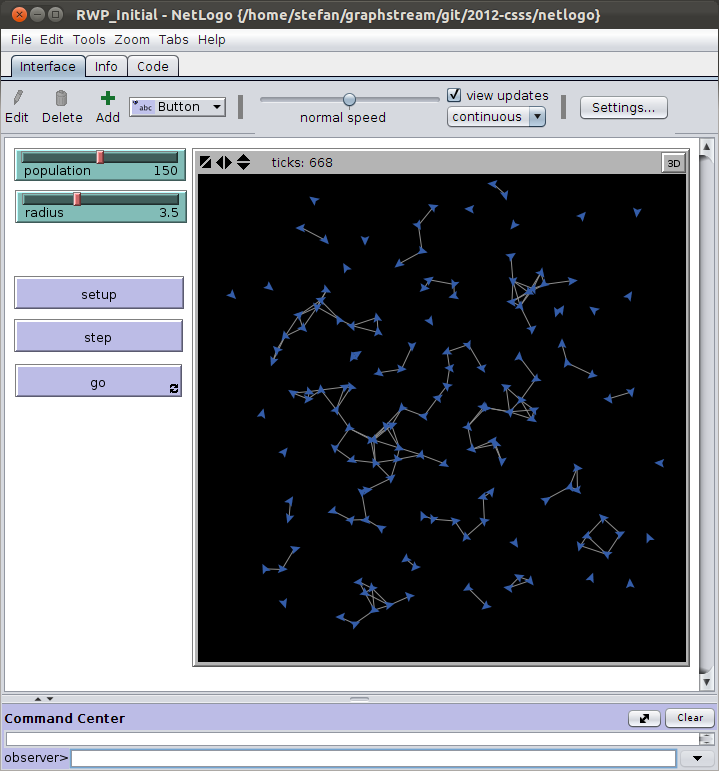 RWP_Initial - NetLogo {/home/stefan/graphstream/git/2012-csss/netlogo}
File Edit Tools Zoom Tabs Help
Interface Info Code
Edit Delete Add abc Button normal speed view updates continuous Settings...
ticks: 668 3D
population 150
radius 3.5
setup
step
go
Command Center Clear
observer>